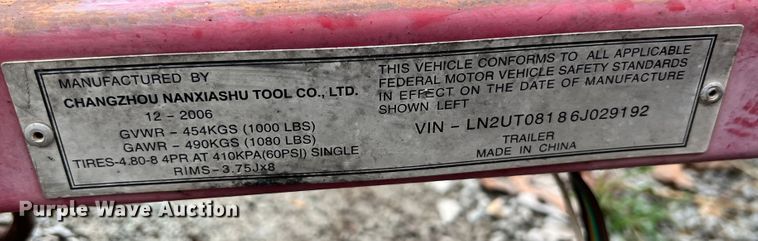 MANUFACTURED BY
CHANGZHOU NANXIASHU TOOL CO., LTD.
12 - 2006
GVWR - 454KGS (1000 LBS)
GAWR - 490KGS (1080 LBS)
TIRES-4.80-8 4PR AT 410KPA(60PSI) SINGLE
RIMS-3.75Jx8
THIS VEHICLE CONFORMS TO ALL APPLICABLE
FEDERAL MOTOR VEHICLE SAFETY STANDARDS
IN EFFECT ON THE DATE OF MANUFACTURE
SHOWN LEFT
VIN - LN2UT08186J029192
TRAILER
MADE IN CHINA
Purple Wave Auction